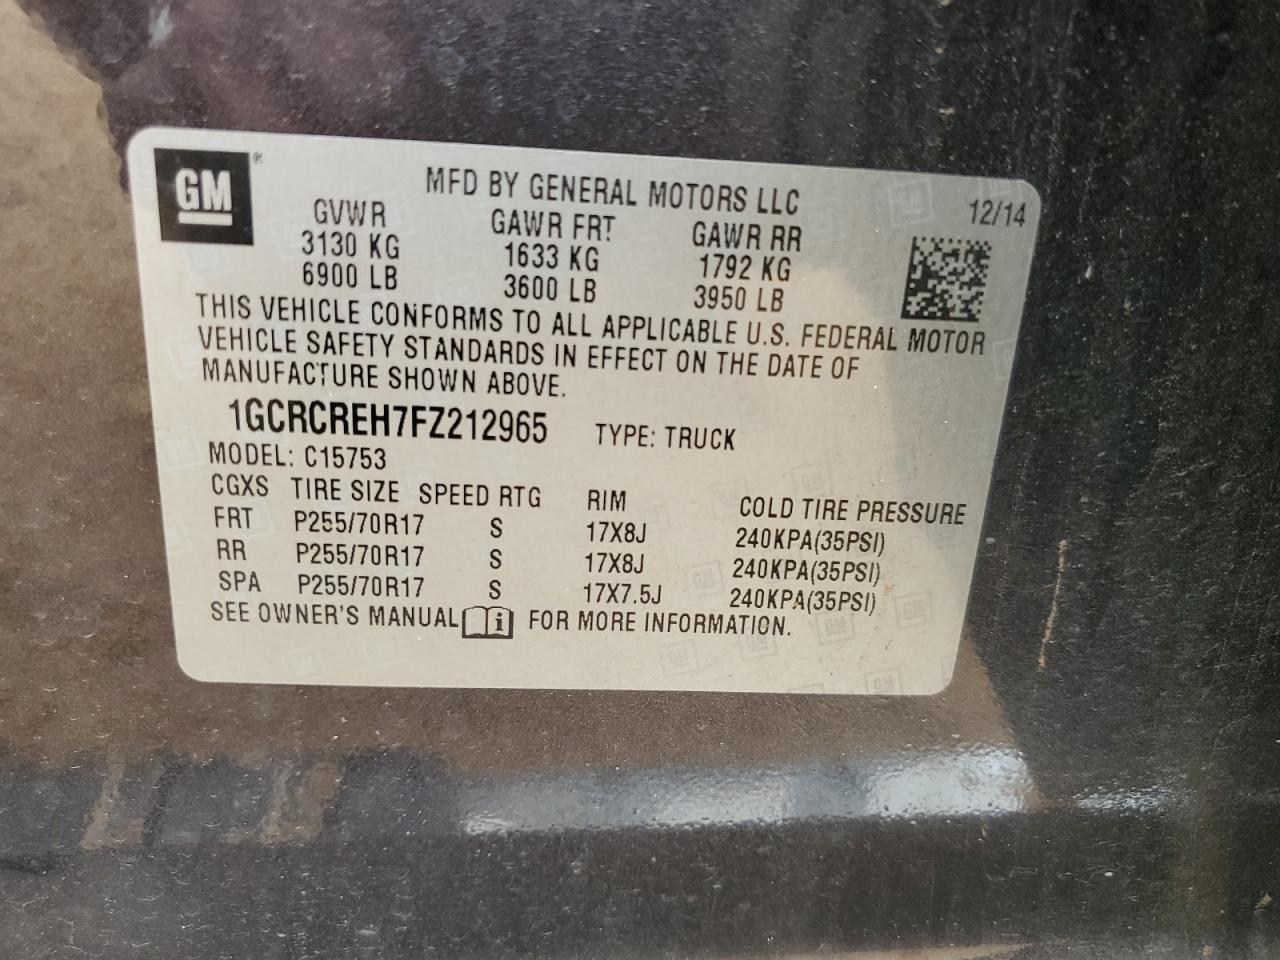 GM ®
MFD BY GENERAL MOTORS LLC
12/14
GVWR GAWR FRT GAWR RR
3130 KG 1633 KG 1792 KG
6900 LB 3600 LB 3950 LB
THIS VEHICLE CONFORMS TO ALL APPLICABLE U.S. FEDERAL MOTOR
VEHICLE SAFETY STANDARDS IN EFFECT ON THE DATE OF
MANUFACTURE SHOWN ABOVE.
1GCRCREH7FZ212965 TYPE: TRUCK
MODEL: C15753
CGXS TIRE SIZE SPEED RTG RIM COLD TIRE PRESSURE
FRT P255/70R17 S 17X8J 240KPA(35PSI)
RR P255/70R17 S 17X8J 240KPA(35PSI)
SPA P255/70R17 S 17X7.5J 240KPA(35PSI)
SEE OWNER'S MANUAL i FOR MORE INFORMATION.